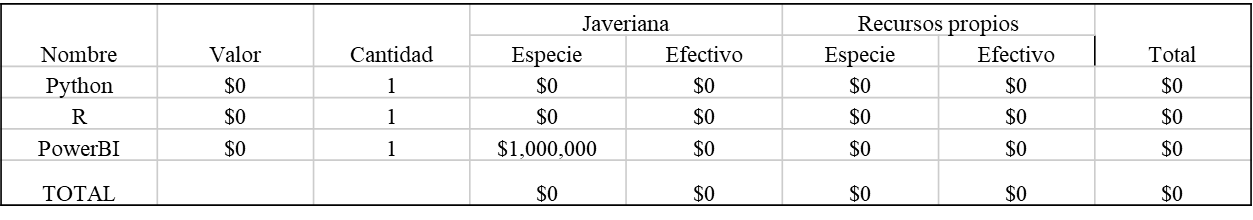 Javeriana Recursos propios
Nombre Valor Cantidad Especie Efectivo Especie Efectivo Total
Python $0 1 $0 $0 $0 $0 $0
R $0 1 $0 $0 $0 $0 $0
PowerBI $0 1 $1,000,000 $0 $0 $0 $0
TOTAL $0 $0 $0 $0 $0